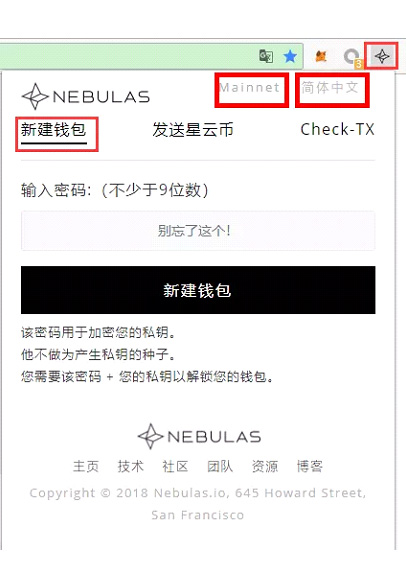 3
NEBULAS
Mainnet
简体中文
新建钱包
发送星云币
Check-TX
输入密码:(不少于9位数)
别忘了这个!
新建钱包
该密码用于加密您的私钥。
他不做为产生私钥的种子。
您需要该密码 + 您的私钥以解锁您的钱包。
NEBULAS
主页 技术 社区 团队 资源 博客
Copyright © 2018 Nebulas.io, 645 Howard Street,
San Francisco